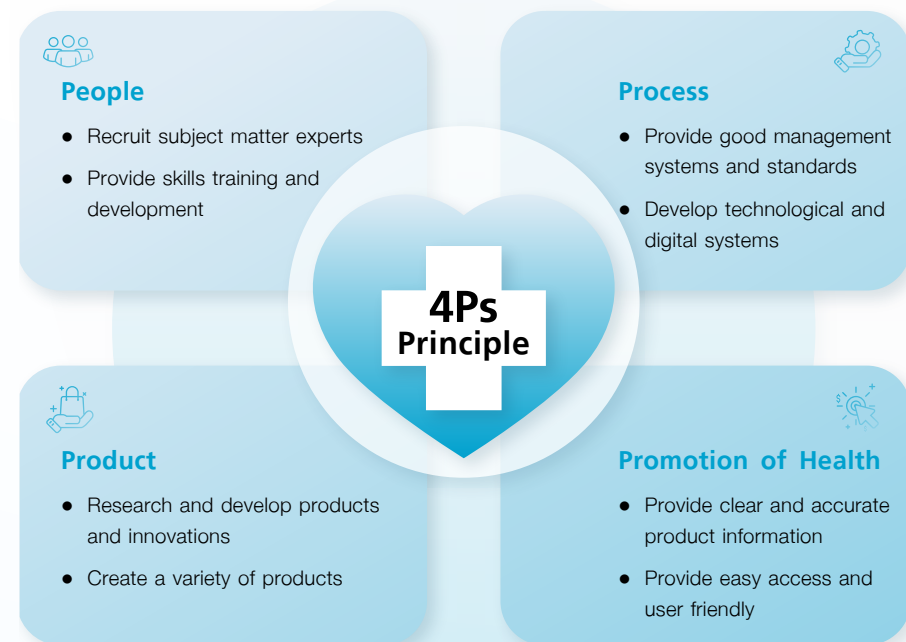 People
● Recruit subject matter experts
● Provide skills training and
development
Process
● Provide good management
systems and standards
● Develop technological and
digital systems
4Ps
Principle
Product
● Research and develop products
and innovations
● Create a variety of products
Promotion of Health
● Provide clear and accurate
product information
● Provide easy access and
user friendly